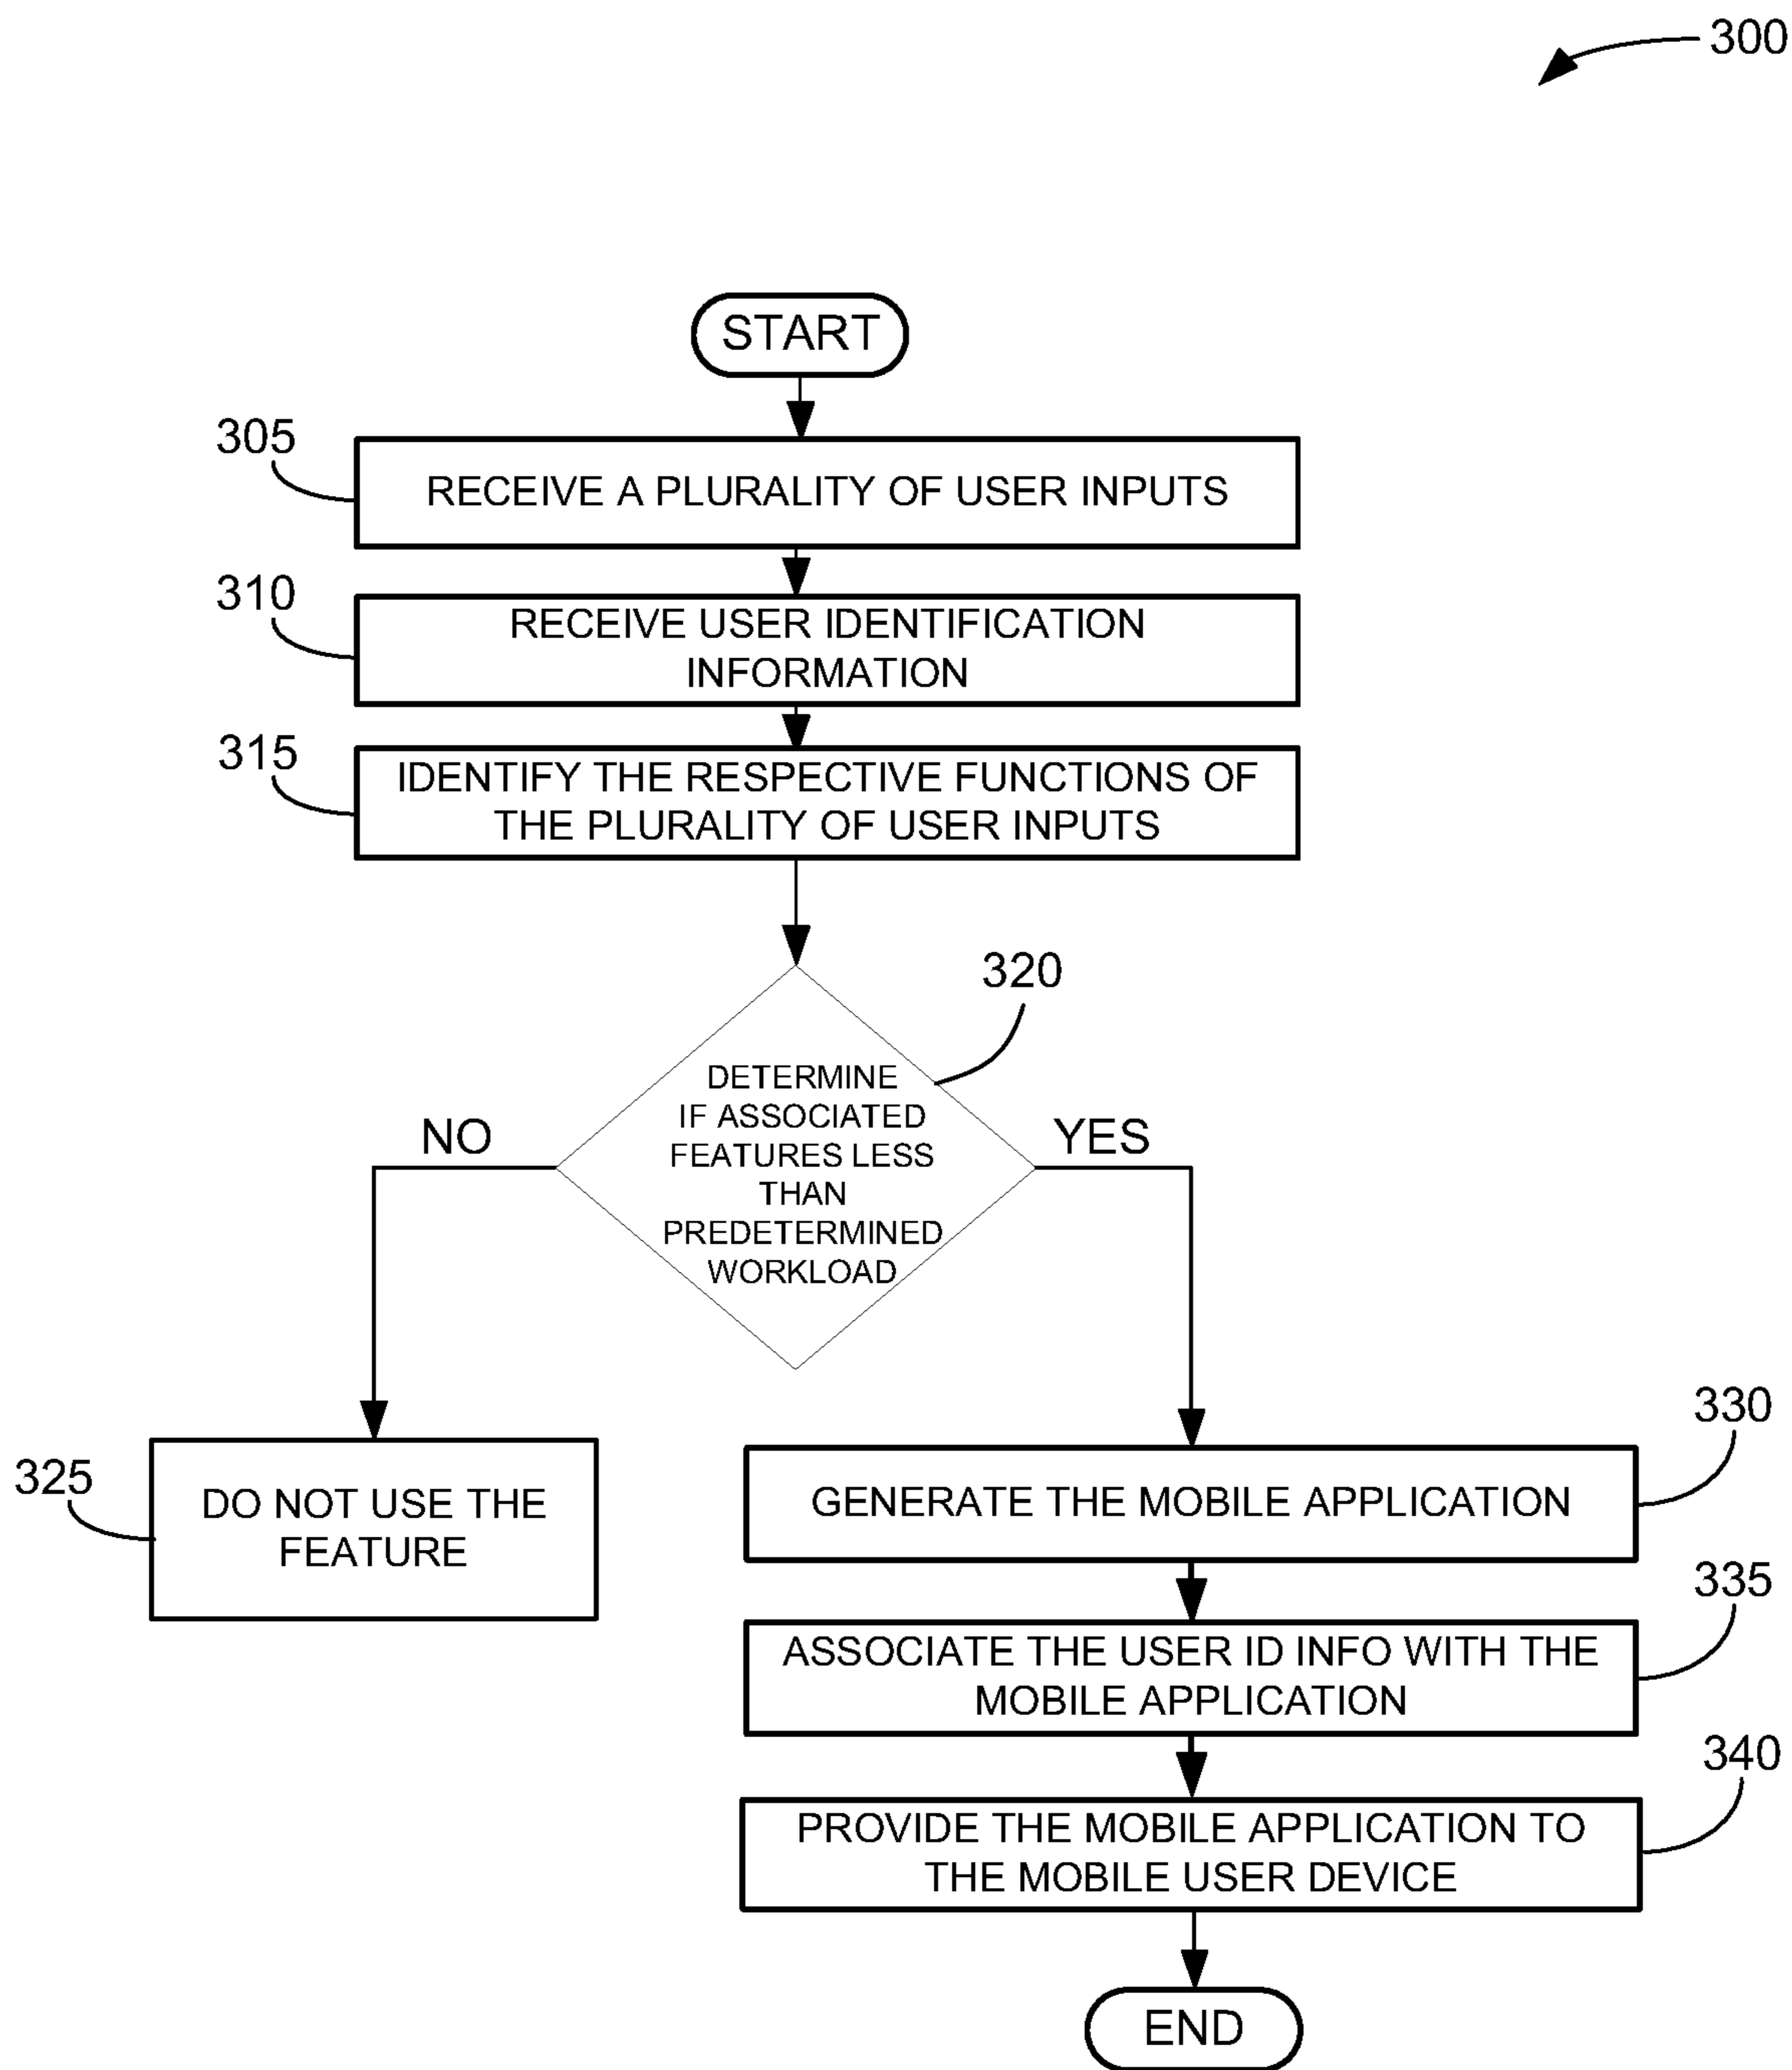 300
START
305
RECEIVE A PLURALITY OF USER INPUTS
310
RECEIVE USER IDENTIFICATION
INFORMATION
315
IDENTIFY THE RESPECTIVE FUNCTIONS OF
THE PLURALITY OF USER INPUTS
320
DETERMINE
IF ASSOCIATED
FEATURES LESS
THAN
PREDETERMINED
WORKLOAD
NO
YES
325
DO NOT USE THE
FEATURE
330
GENERATE THE MOBILE APPLICATION
335
ASSOCIATE THE USER ID INFO WITH THE
MOBILE APPLICATION
340
PROVIDE THE MOBILE APPLICATION TO
THE MOBILE USER DEVICE
END